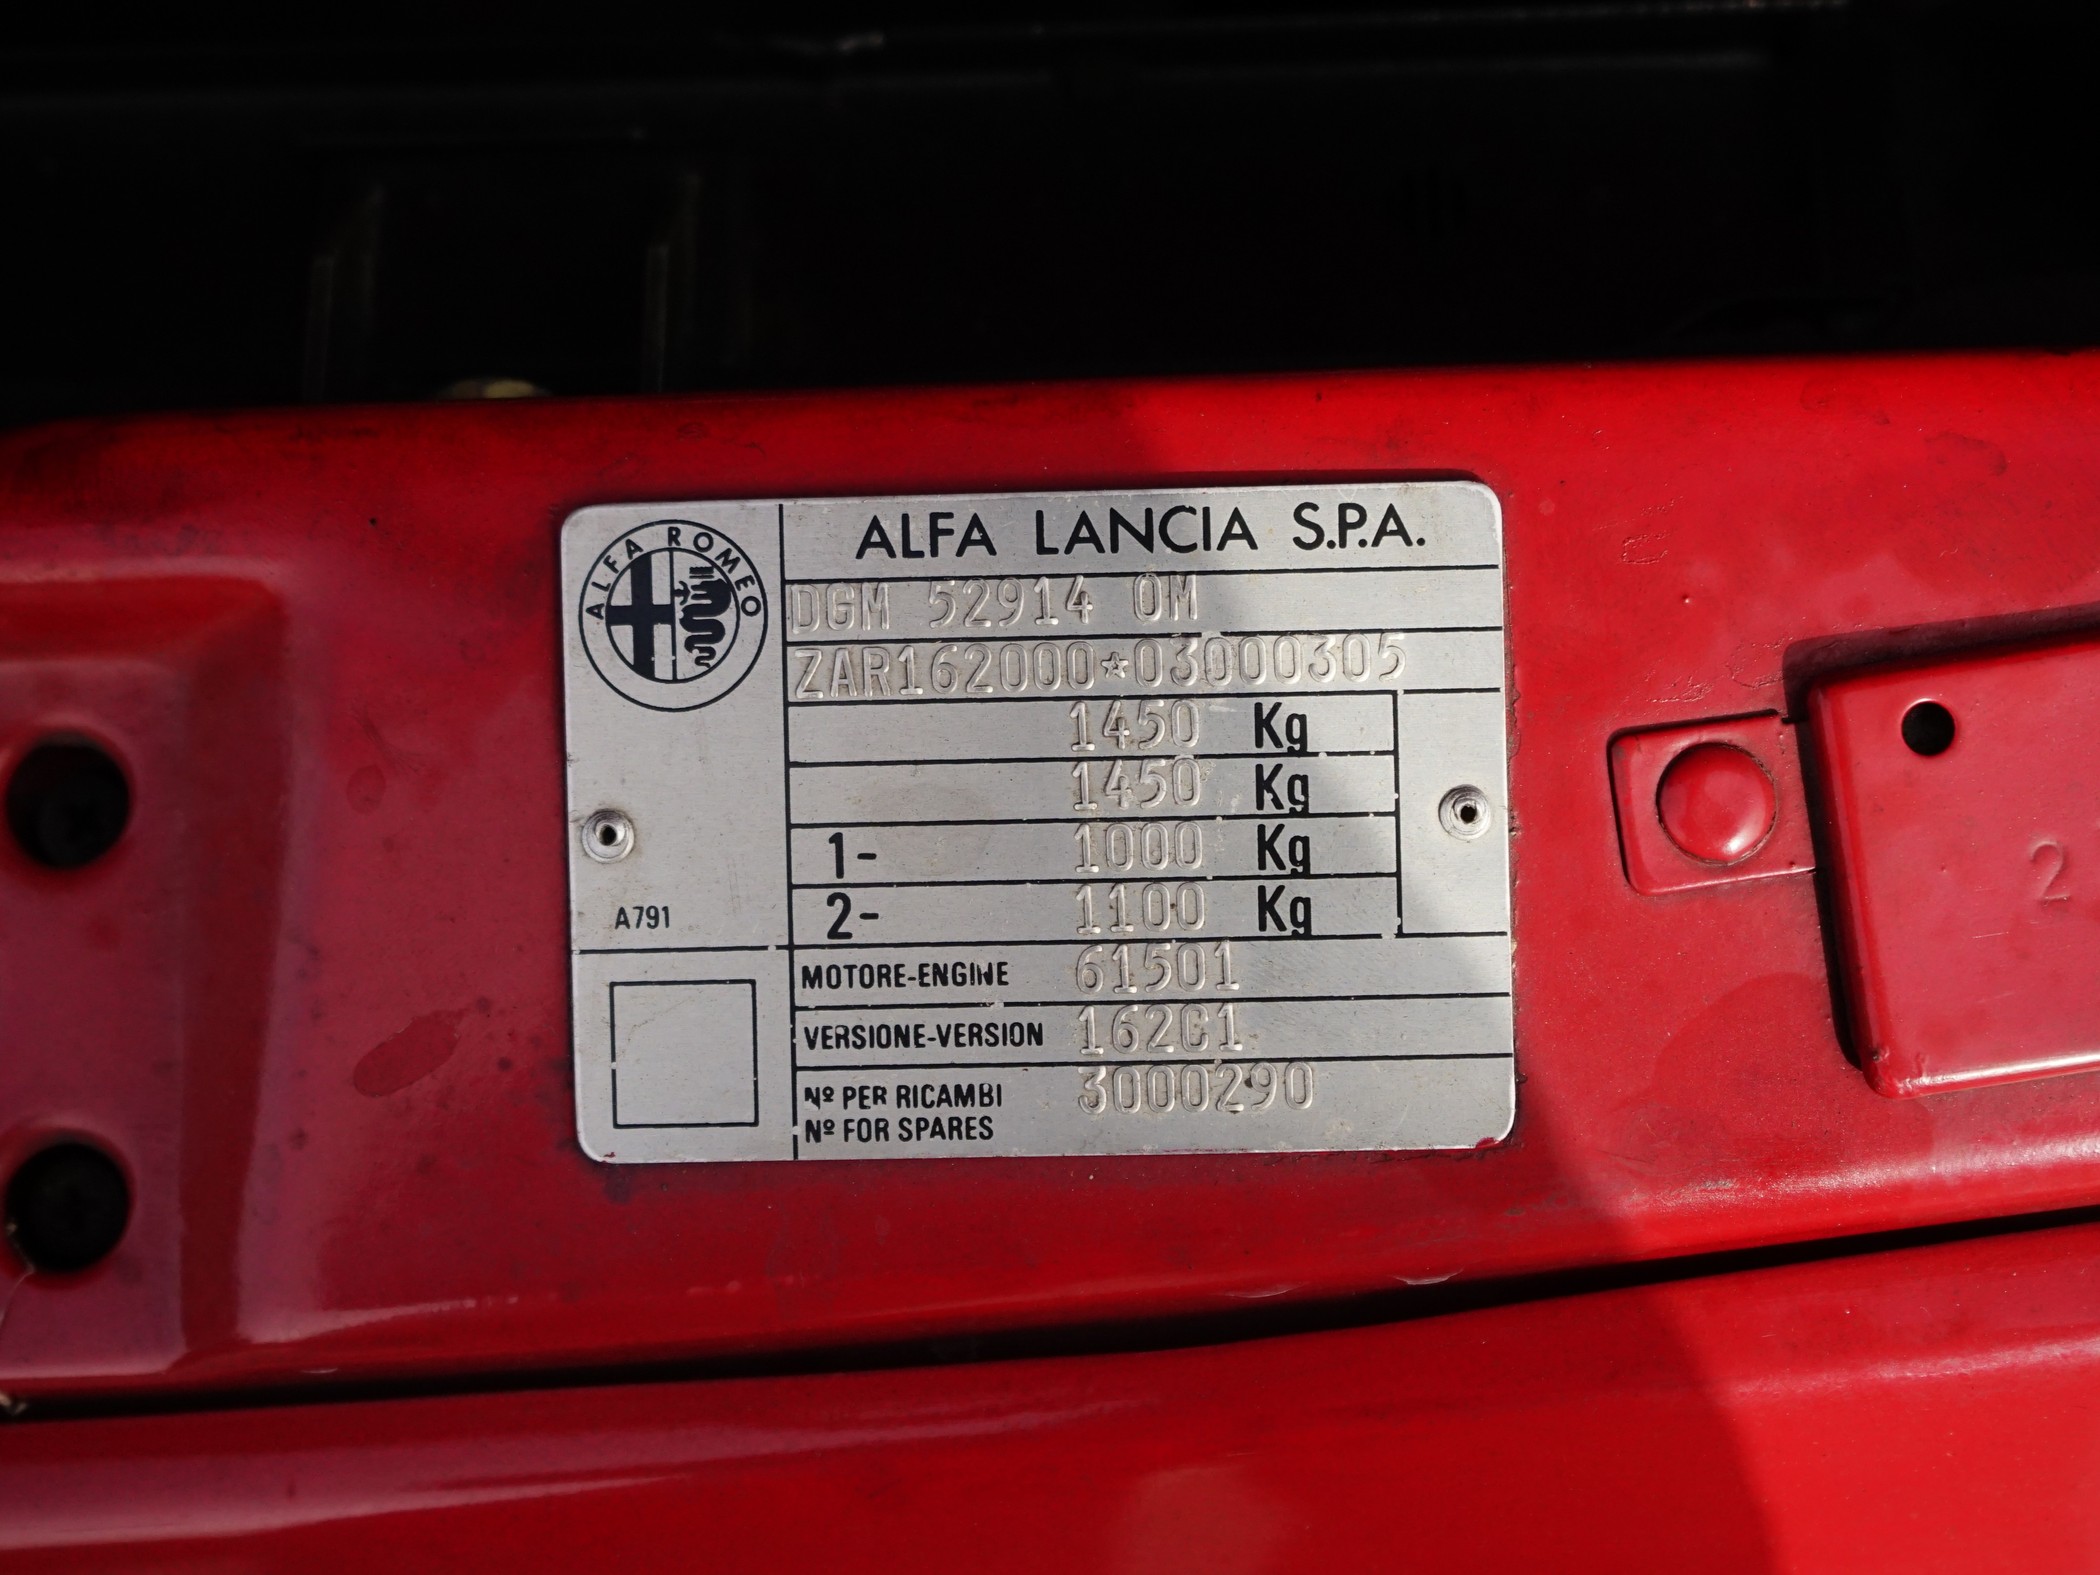 ALFA ROMEO
ALFA LANCIA S.P.A.
DGM 52914 OM
ZAR162000*03000305
1450 Kg
1450 Kg
1- 1000 Kg
2- 1100 Kg
A791
MOTORE-ENGINE 61501
VERSIONE-VERSION 162C1
Nº PER RICAMBI 3000290
Nº FOR SPARES
2